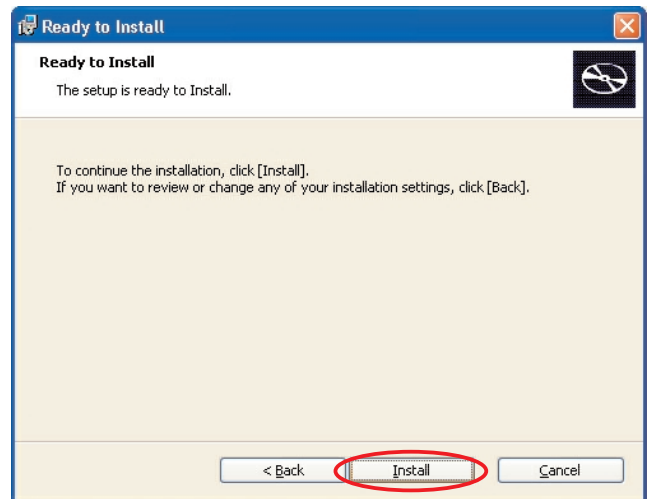 Ready to Install
Ready to Install
The setup is ready to Install.
To continue the installation, click [Install].
If you want to review or change any of your installation settings, click [Back].
< Back Install Cancel